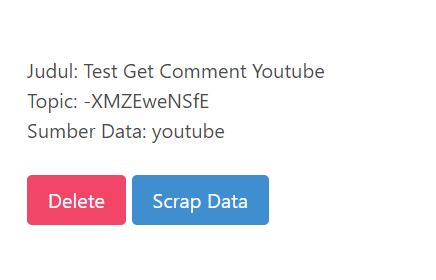 Judul: Test Get Comment Youtube
Topic: -XMZEweNSfE
Sumber Data: youtube
Delete
Scrap Data